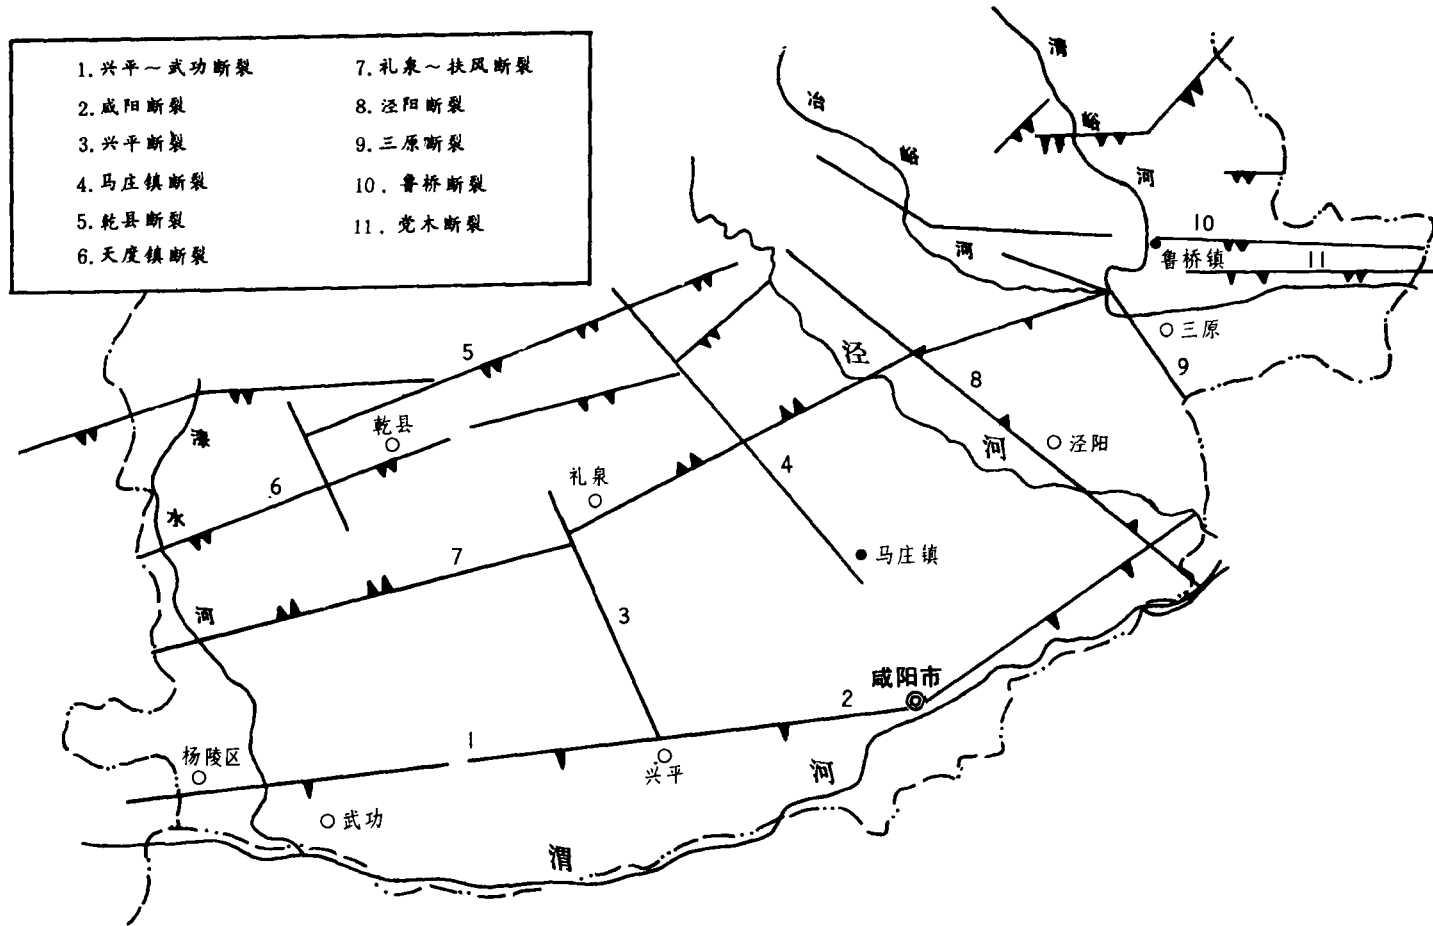 1.兴平～武功断裂
2.咸阳断裂
3.兴平断裂
4.马庄镇断裂
5.乾县断裂
6.天度镇断裂
7.礼泉～扶风断裂
8.泾阳断裂
9.三原断裂
10.鲁桥断裂
11.党木断裂
清
峪
河
冶
峪
河
10
鲁桥镇
11
三原
9
泾
河
8
泾阳
5
乾县
6
礼泉
4
马庄镇
水
河
7
3
咸阳市
2
1
杨陵区
兴平
武功
河
渭